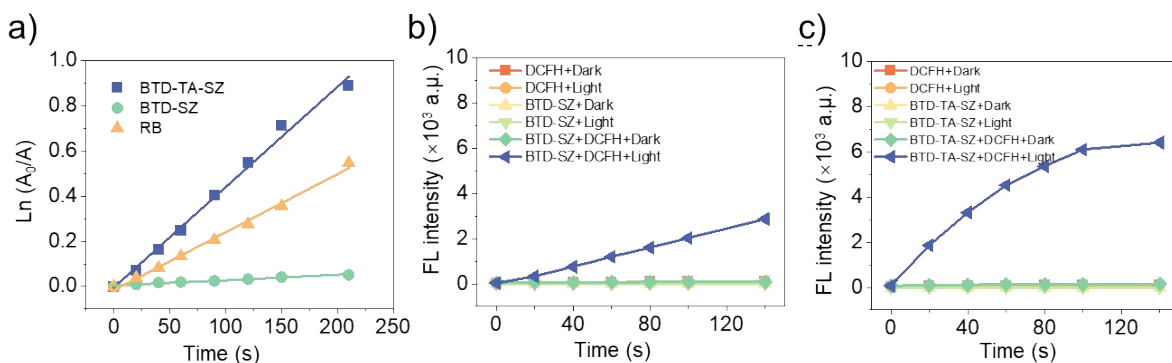 a)
Ln (A₀/A)
1.0
0.8
0.6
0.4
0.2
0.0
BTD-TA-SZ
BTD-SZ
RB
0 50 100 150 200 250
Time (s)
b)
FL intensity (×10³ a.μ.)
10
8
6
4
2
0
DCFH+Dark
DCFH+Light
BTD-SZ+Dark
BTD-SZ+Light
BTD-SZ+DCFH+Dark
BTD-SZ+DCFH+Light
0 40 80 120
Time (s)
c)
FL intensity (×10³ a.μ.)
10
8
6
4
2
0
DCFH+Dark
DCFH+Light
BTD-TA-SZ+Dark
BTD-TA-SZ+Light
BTD-TA-SZ+DCFH+Dark
BTD-TA-SZ+DCFH+Light
0 40 80 120
Time (s)